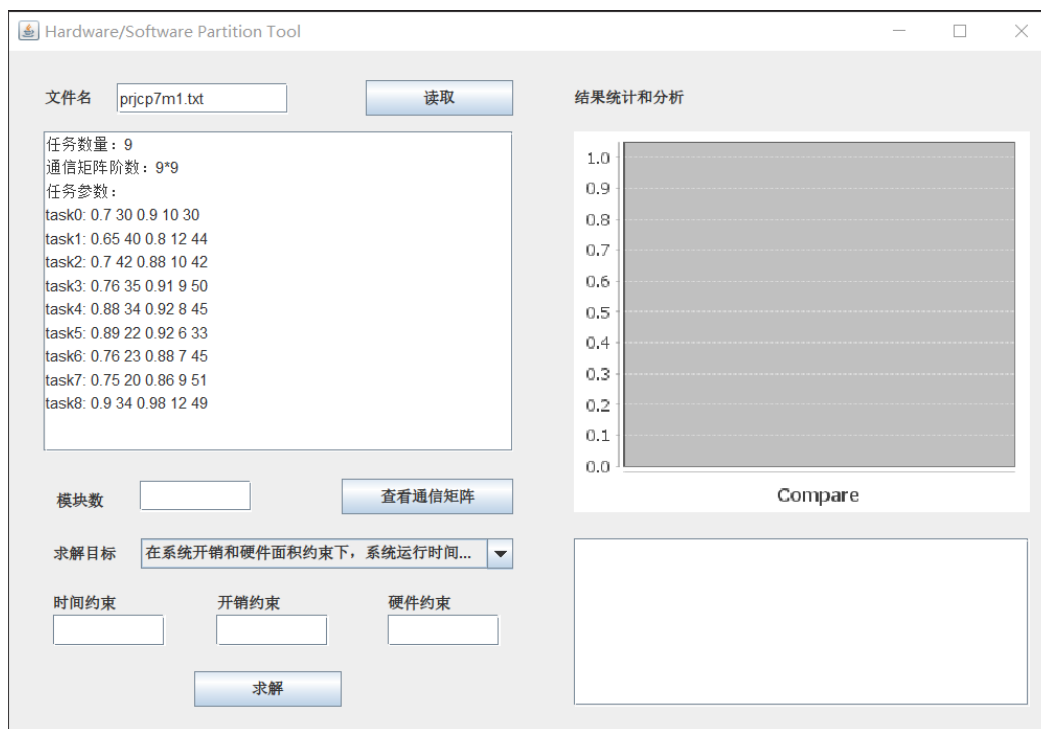 Hardware/Software Partition Tool
文件名 prjcp7m1.txt 读取
任务数量：9
通信矩阵阶数：9*9
任务参数：
task0: 0.7 30 0.9 10 30
task1: 0.65 40 0.8 12 44
task2: 0.7 42 0.88 10 42
task3: 0.76 35 0.91 9 50
task4: 0.88 34 0.92 8 45
task5: 0.89 22 0.92 6 33
task6: 0.76 23 0.88 7 45
task7: 0.75 20 0.86 9 51
task8: 0.9 34 0.98 12 49
模块数 查看通信矩阵
求解目标 在系统开销和硬件面积约束下，系统运行时间...
时间约束 开销约束 硬件约束
求解
结果统计和分析
1.0
0.9
0.8
0.7
0.6
0.5
0.4
0.3
0.2
0.1
0.0
Compare